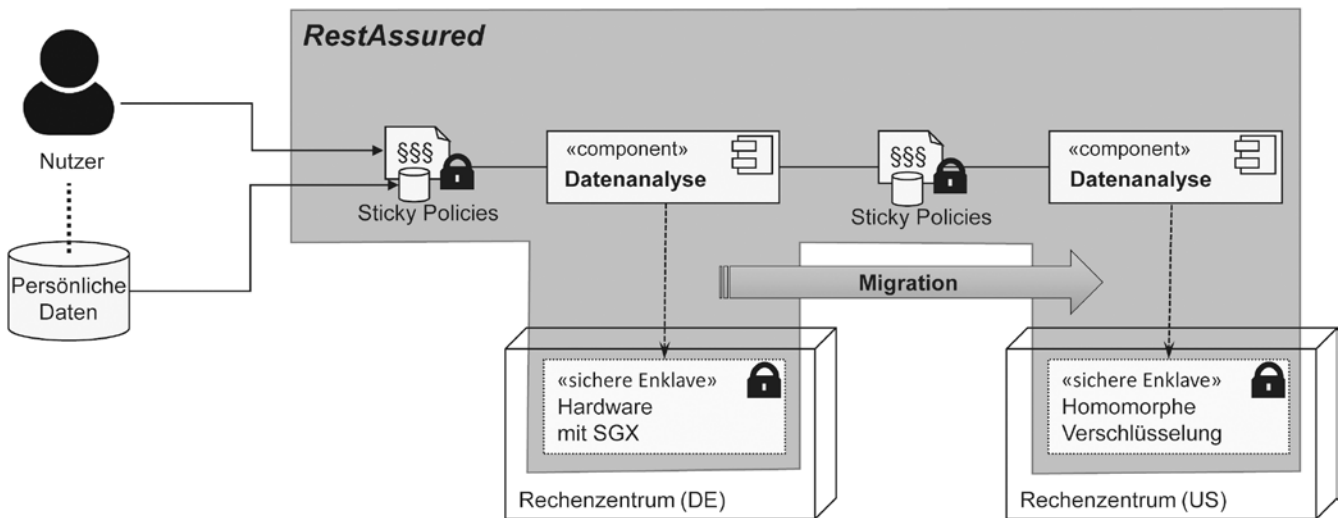 RestAssured
Nutzer
Persönliche
Daten
§§§
Sticky Policies
«component»
Datenanalyse
§§§
Sticky Policies
«component»
Datenanalyse
Migration
«sichere Enklave»
Hardware
mit SGX
Rechenzentrum (DE)
«sichere Enklave»
Homomorphe
Verschlüsselung
Rechenzentrum (US)